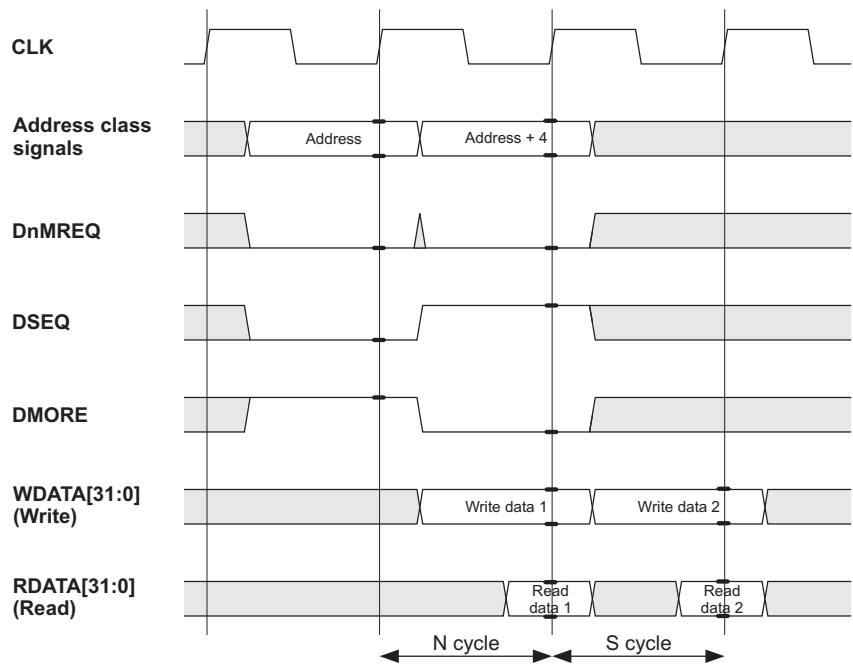 CLK
Address class
signals
Address
Address + 4
DnMREQ
DSEQ
DMORE
WDATA[31:0]
(Write)
Write data 1
Write data 2
RDATA[31:0]
(Read)
Read
data 1
Read
data 2
N cycle
S cycle